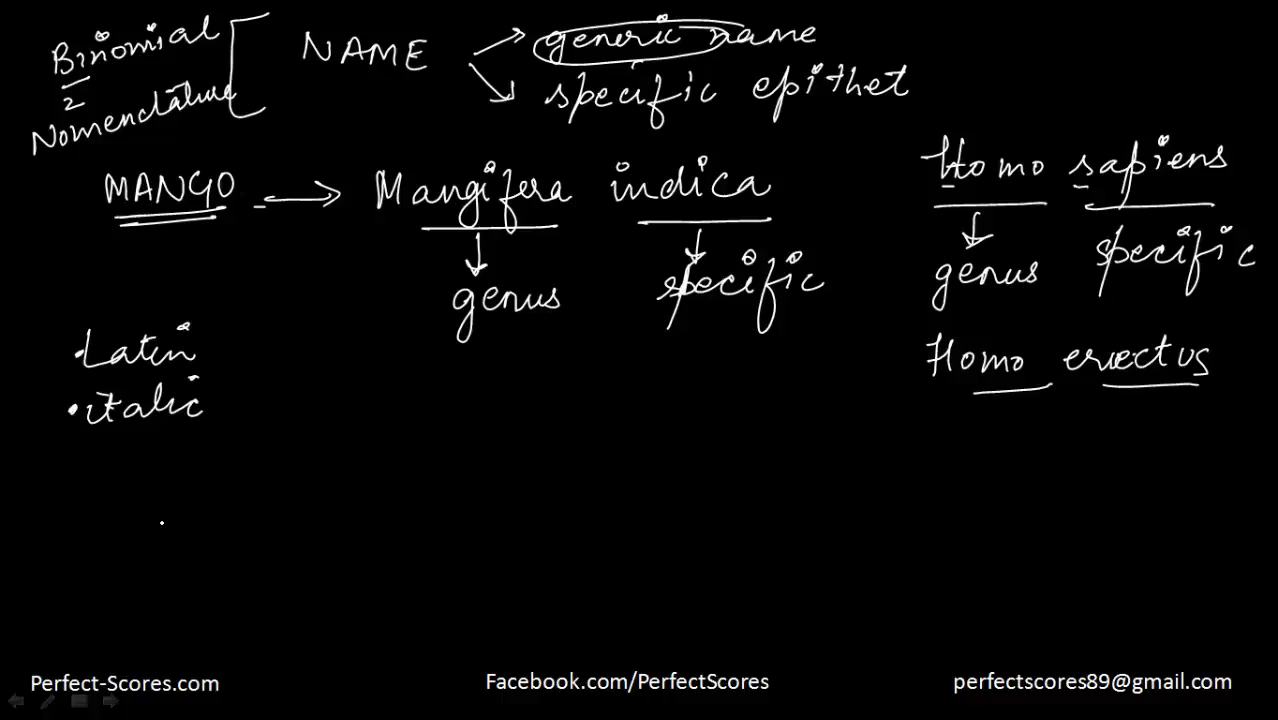 Binomial
2
Nomenclature
NAME
generic name
specific epithet
MANGO → Mangifera indica
genus
specific
Homo sapiens
genus
specific
Homo erectus
• Latin
• italic
Perfect-Scores.com
Facebook.com/PerfectScores
perfectscores89@gmail.com